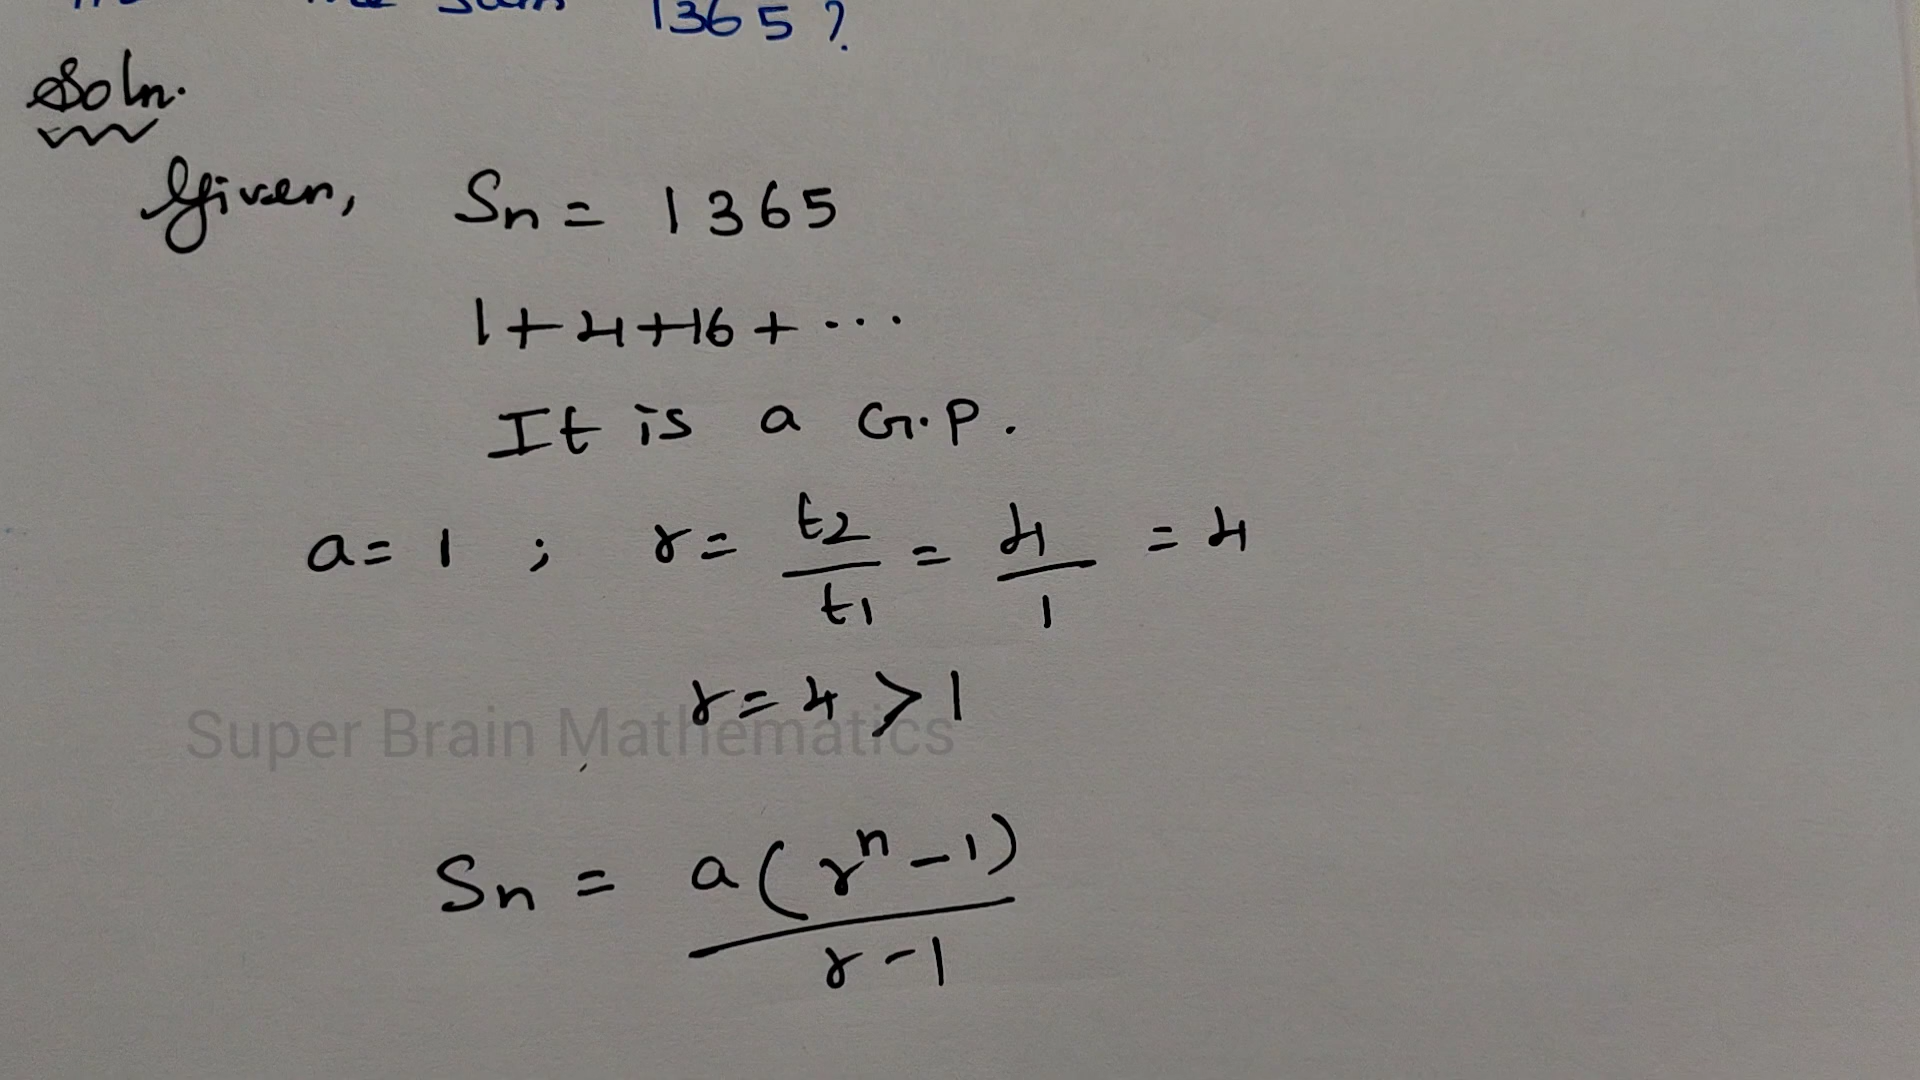 1365?
Soln.
Given, Sn = 1365
1 + 4 + 16 + ...
It is a G.P.
a = 1 ; r = t2/t1 = 4/1 = 4
r = 4 > 1
Super Brain Mathematics
Sn = a(r^n - 1)/r - 1